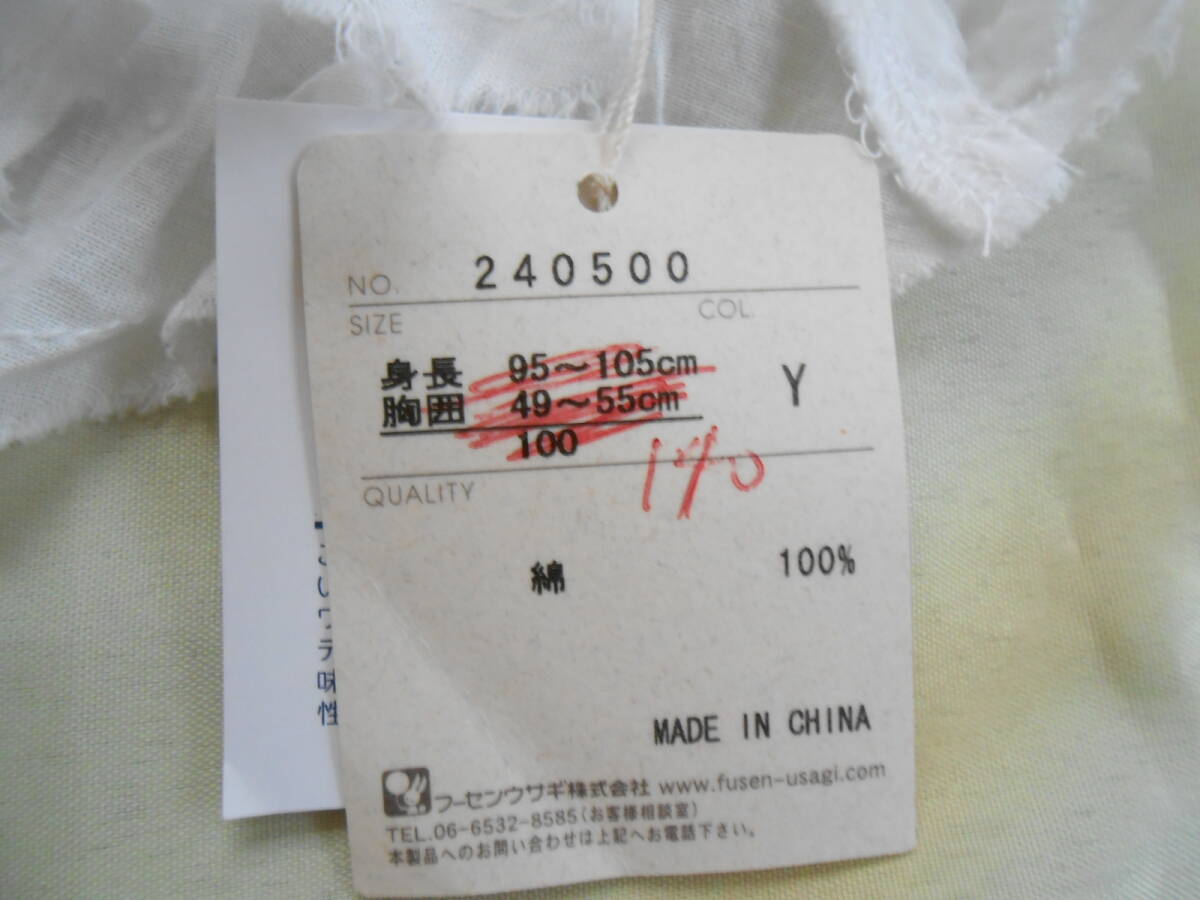 NO. 240500
SIZE COL.
身長 95～105cm
胸囲 49～55cm Y
100
140
QUALITY
綿 100%
MADE IN CHINA
フーセンウサギ株式会社 www.fusen-usagi.com
TEL.06-6532-8585(お客様相談室)
本製品へのお問い合わせは上記へお電話下さい。
味
性